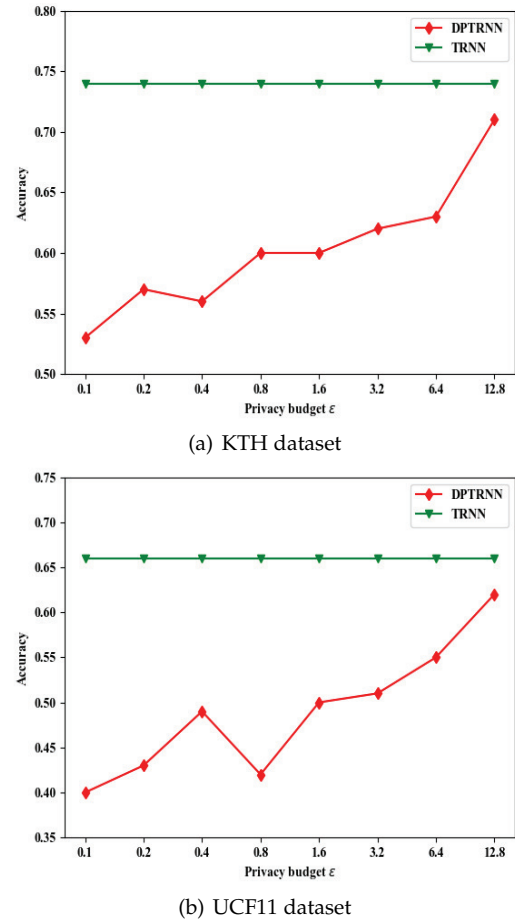 0.80
DPTRNN
TRNN
0.75
0.70
0.65
0.60
0.55
0.50
Accuracy
0.1 0.2 0.4 0.8 1.6 3.2 6.4 12.8
Privacy budget ε
(a) KTH dataset
0.75
DPTRNN
TRNN
0.70
0.65
0.60
0.55
0.50
0.45
0.40
0.35
Accuracy
0.1 0.2 0.4 0.8 1.6 3.2 6.4 12.8
Privacy budget ε
(b) UCF11 dataset